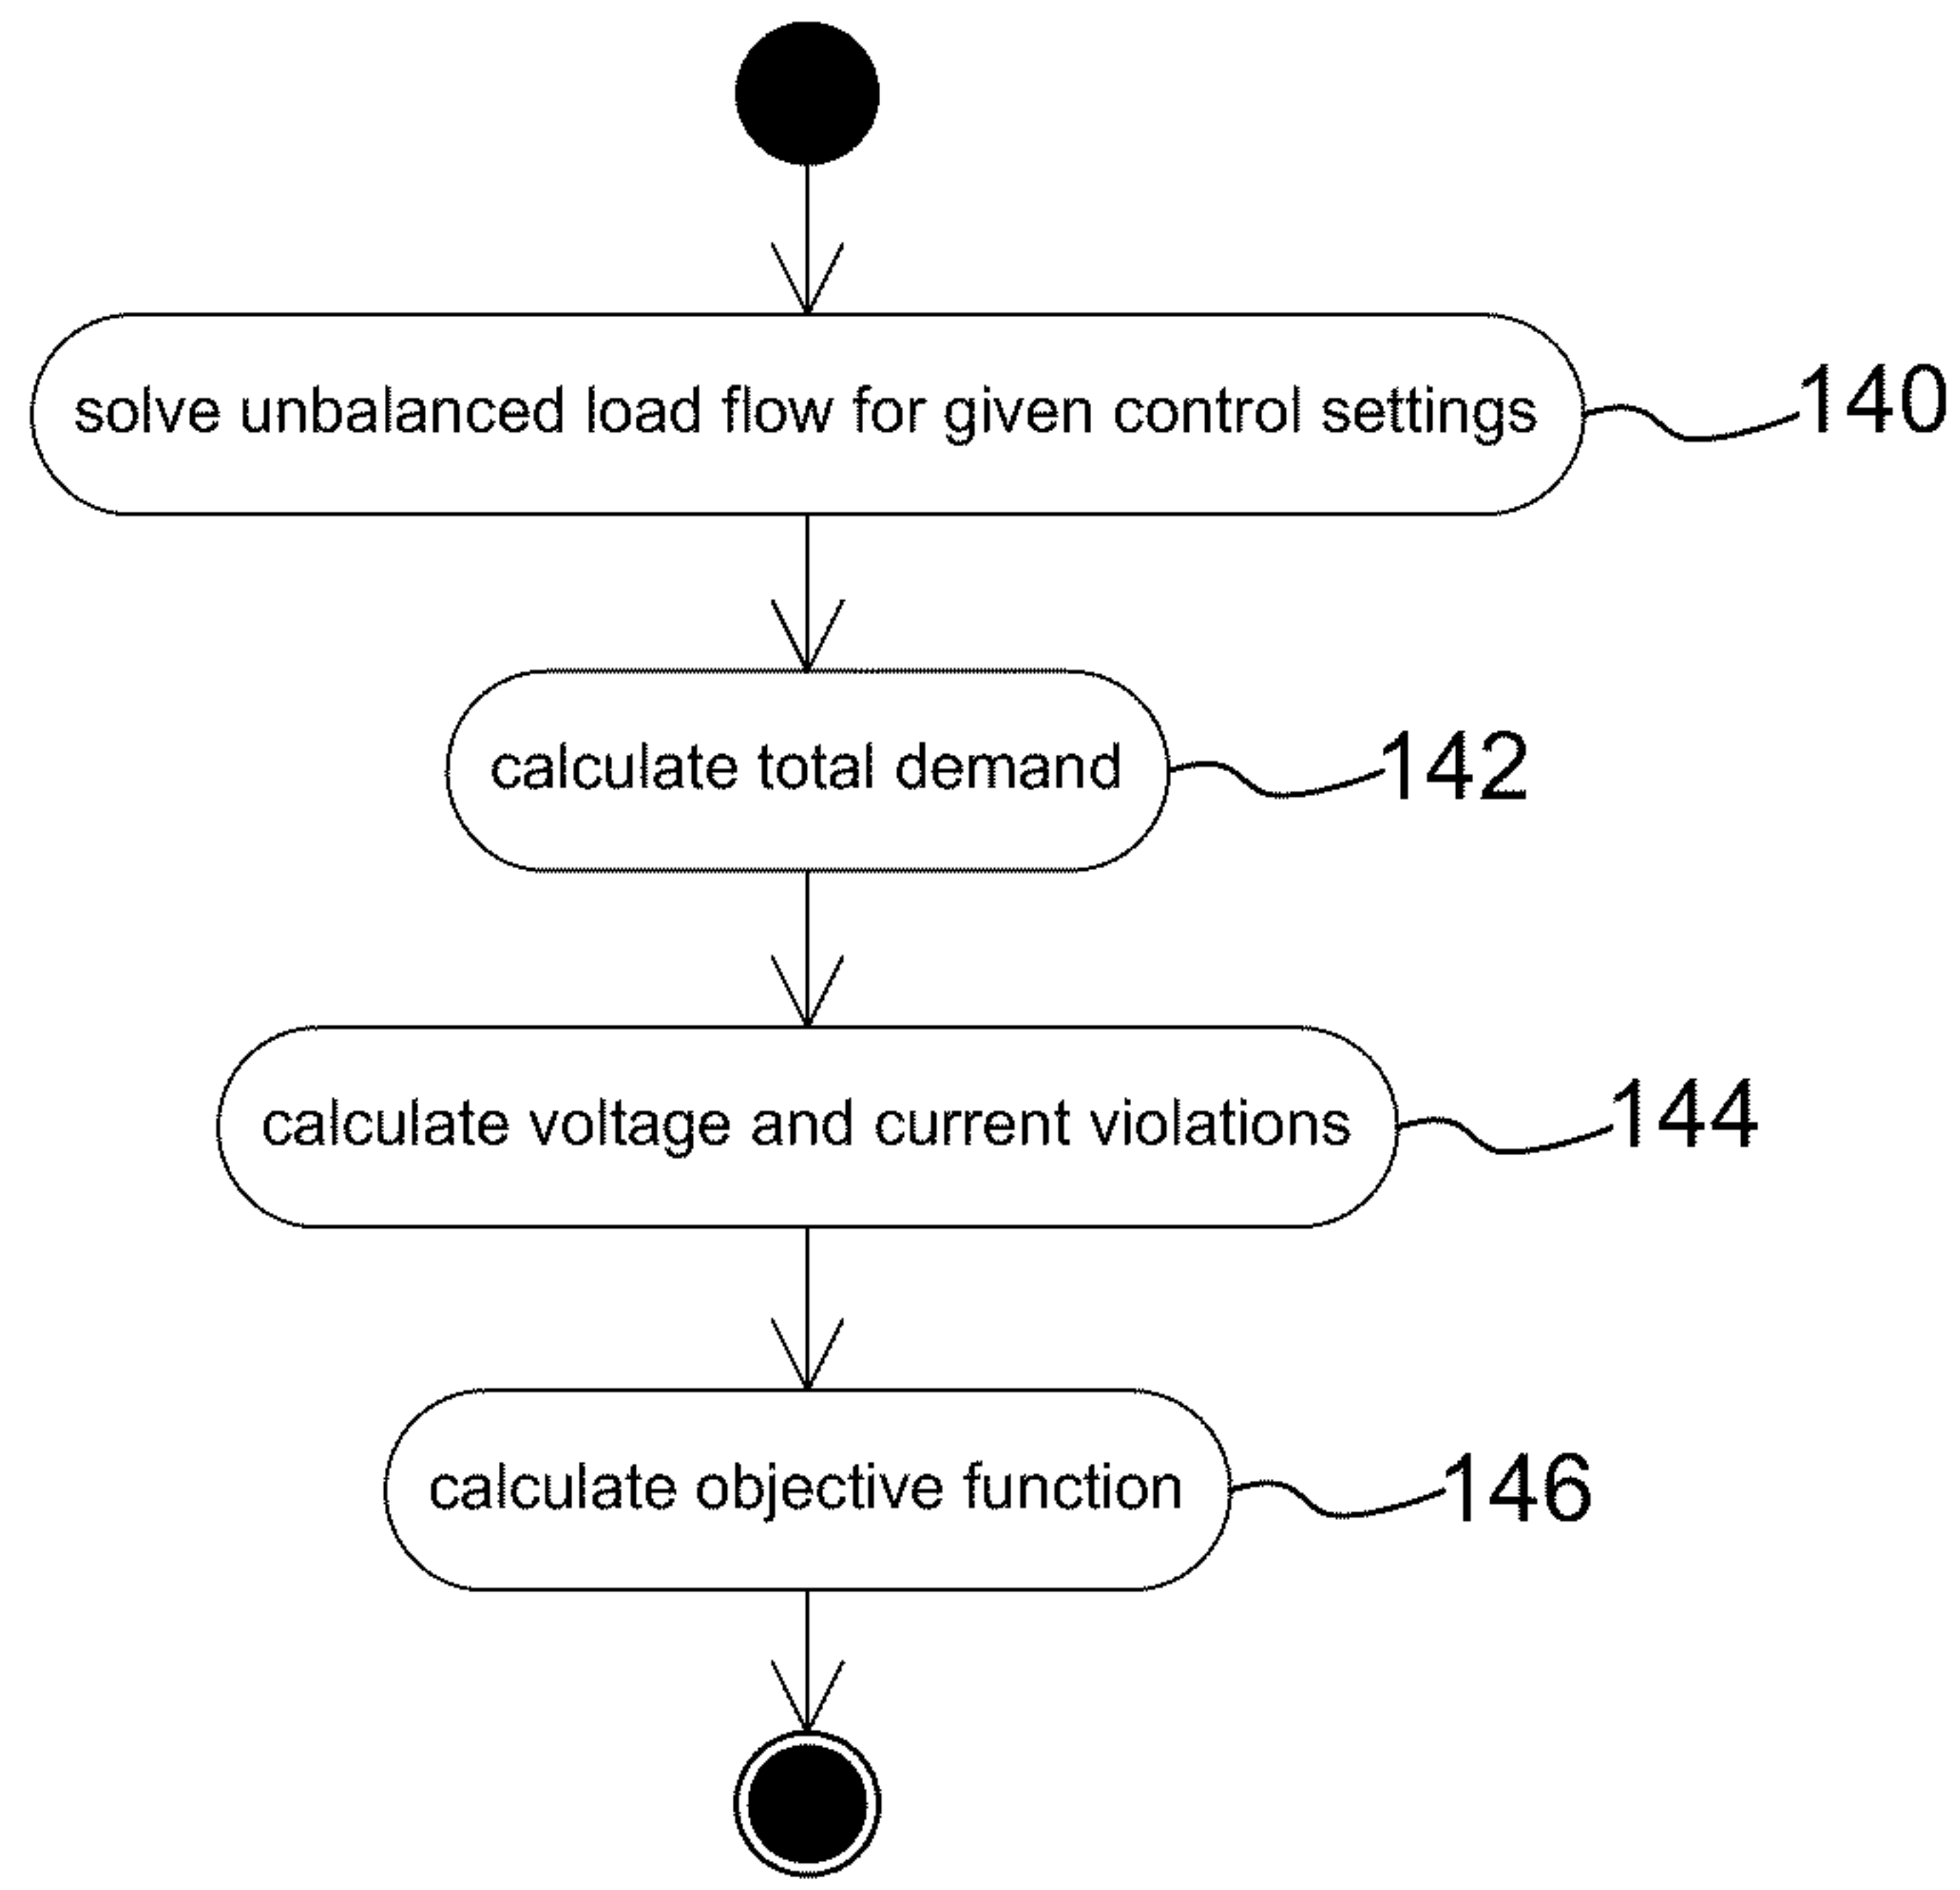 solve unbalanced load flow for given control settings
140
calculate total demand
142
calculate voltage and current violations
144
calculate objective function
146